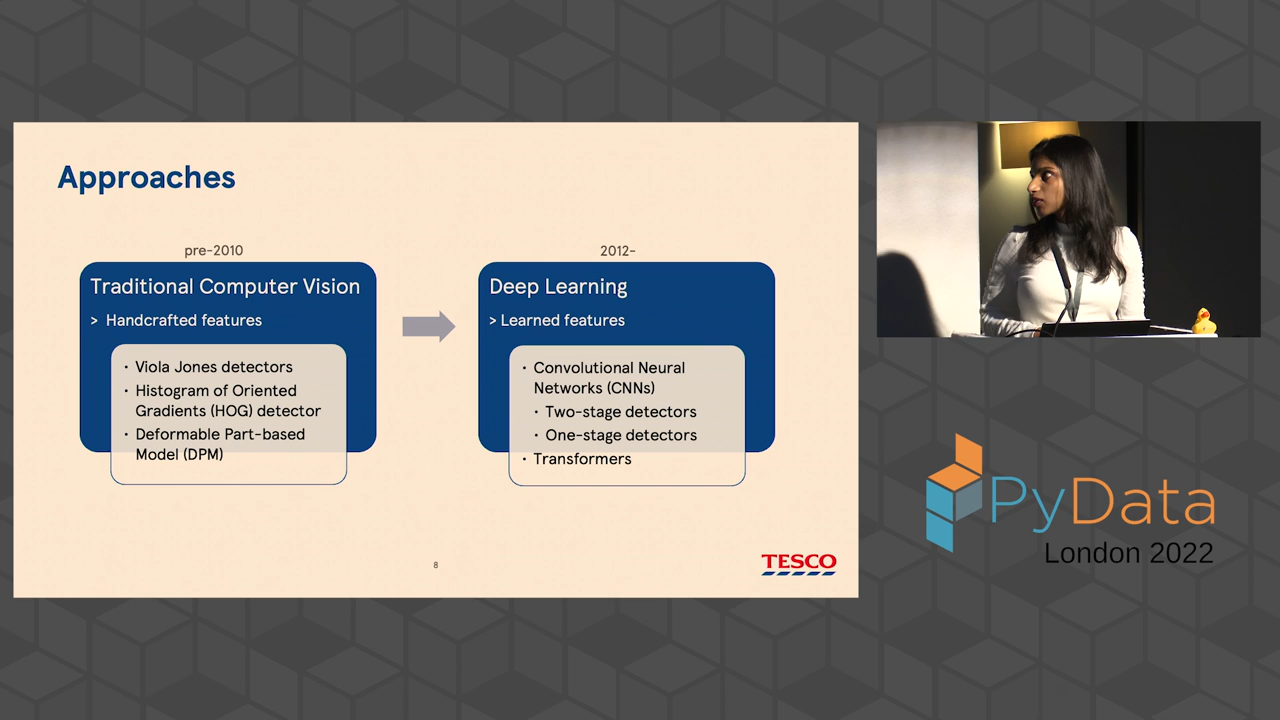 Approaches
pre-2010
Traditional Computer Vision
> Handcrafted features
• Viola Jones detectors
• Histogram of Oriented
Gradients (HOG) detector
• Deformable Part-based
Model (DPM)
2012-
Deep Learning
> Learned features
• Convolutional Neural
Networks (CNNs)
• Two-stage detectors
• One-stage detectors
• Transformers
8
TESCO
PyData
London 2022